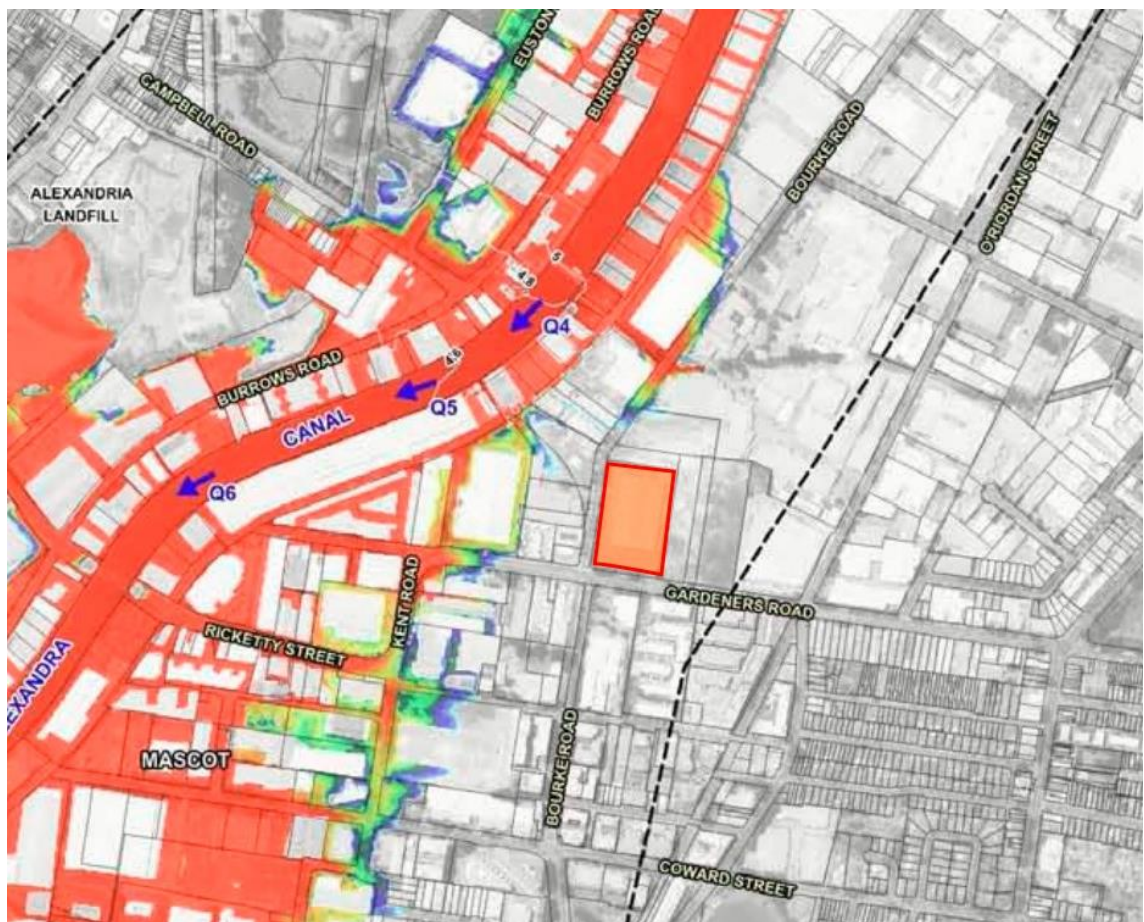 EUSTON
BURROWS ROAD
CAMPBELL ROAD
BOURKE ROAD
O'RIORDAN STREET
ALEXANDRIA
LANDFILL
5
4.8
Q4
4.6
BURROWS ROAD
Q5
CANAL
Q6
GARDENERS ROAD
KENT ROAD
RICKETTY STREET
EXANDRA
MASCOT
BOURKE ROAD
COWARD STREET